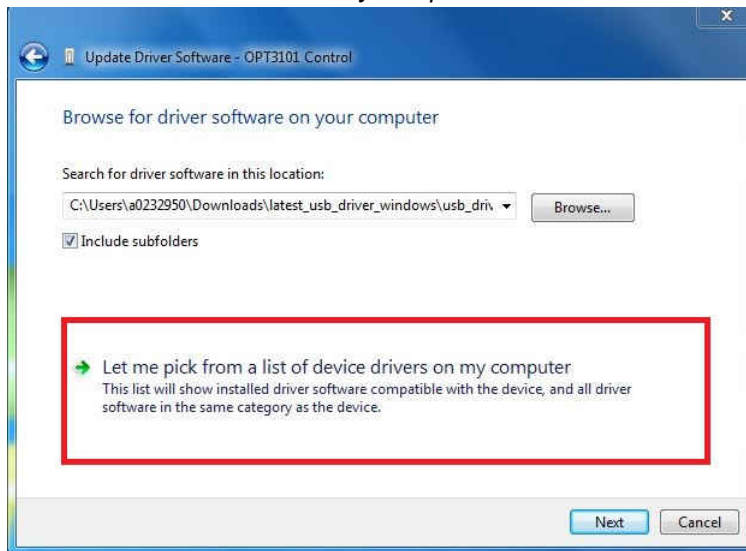 Update Driver Software - OPT3101 Control
Browse for driver software on your computer
Search for driver software in this location:
C:\Users\a0232950\Downloads\latest_usb_driver_windows\usb_driv
Browse...
Include subfolders
Let me pick from a list of device drivers on my computer
This list will show installed driver software compatible with the device, and all driver
software in the same category as the device.
Next
Cancel